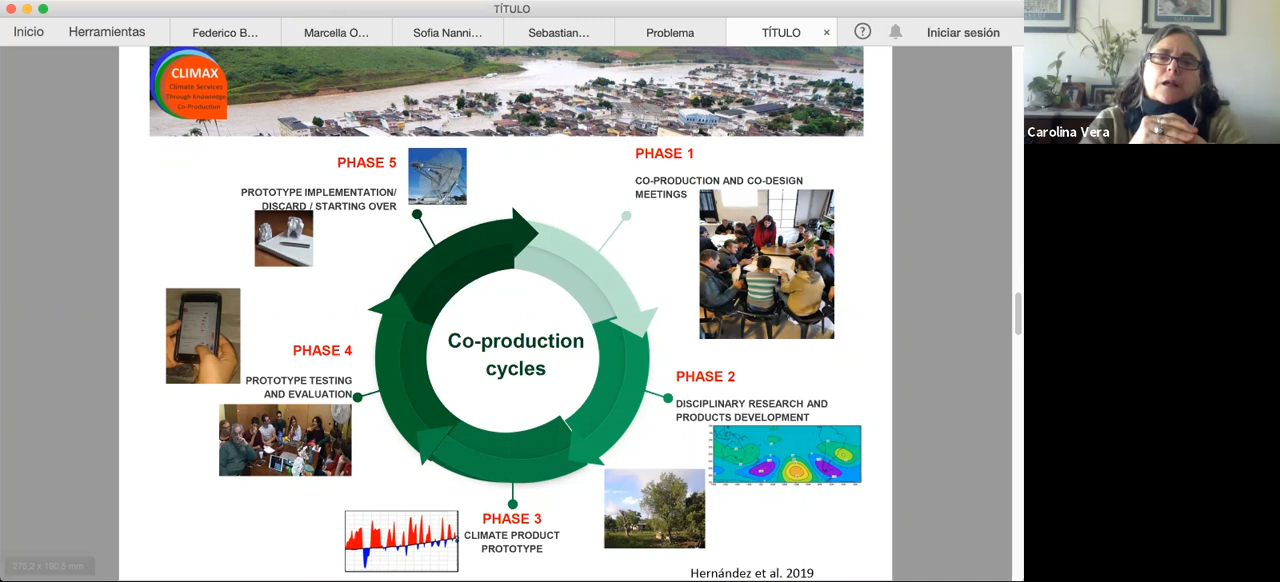 TÍTULO
Inicio
Herramientas
Federico B...
Marcella O...
Sofia Nanni...
Sebastian...
Problema
TÍTULO
×
?
Iniciar sesión
CLIMAX
Climate Services
Through Knowledge
Co-Production
Carolina Vera
PHASE 1
CO-PRODUCTION AND CO-DESIGN
MEETINGS
PHASE 2
DISCIPLINARY RESEARCH AND
PRODUCTS DEVELOPMENT
PHASE 3
CLIMATE PRODUCT
PROTOTYPE
PHASE 4
PROTOTYPE TESTING
AND EVALUATION
PHASE 5
PROTOTYPE IMPLEMENTATION/
DISCARD / STARTING OVER
Co-production
cycles
Hernández et al. 2019
275,2 x 190,5 mm